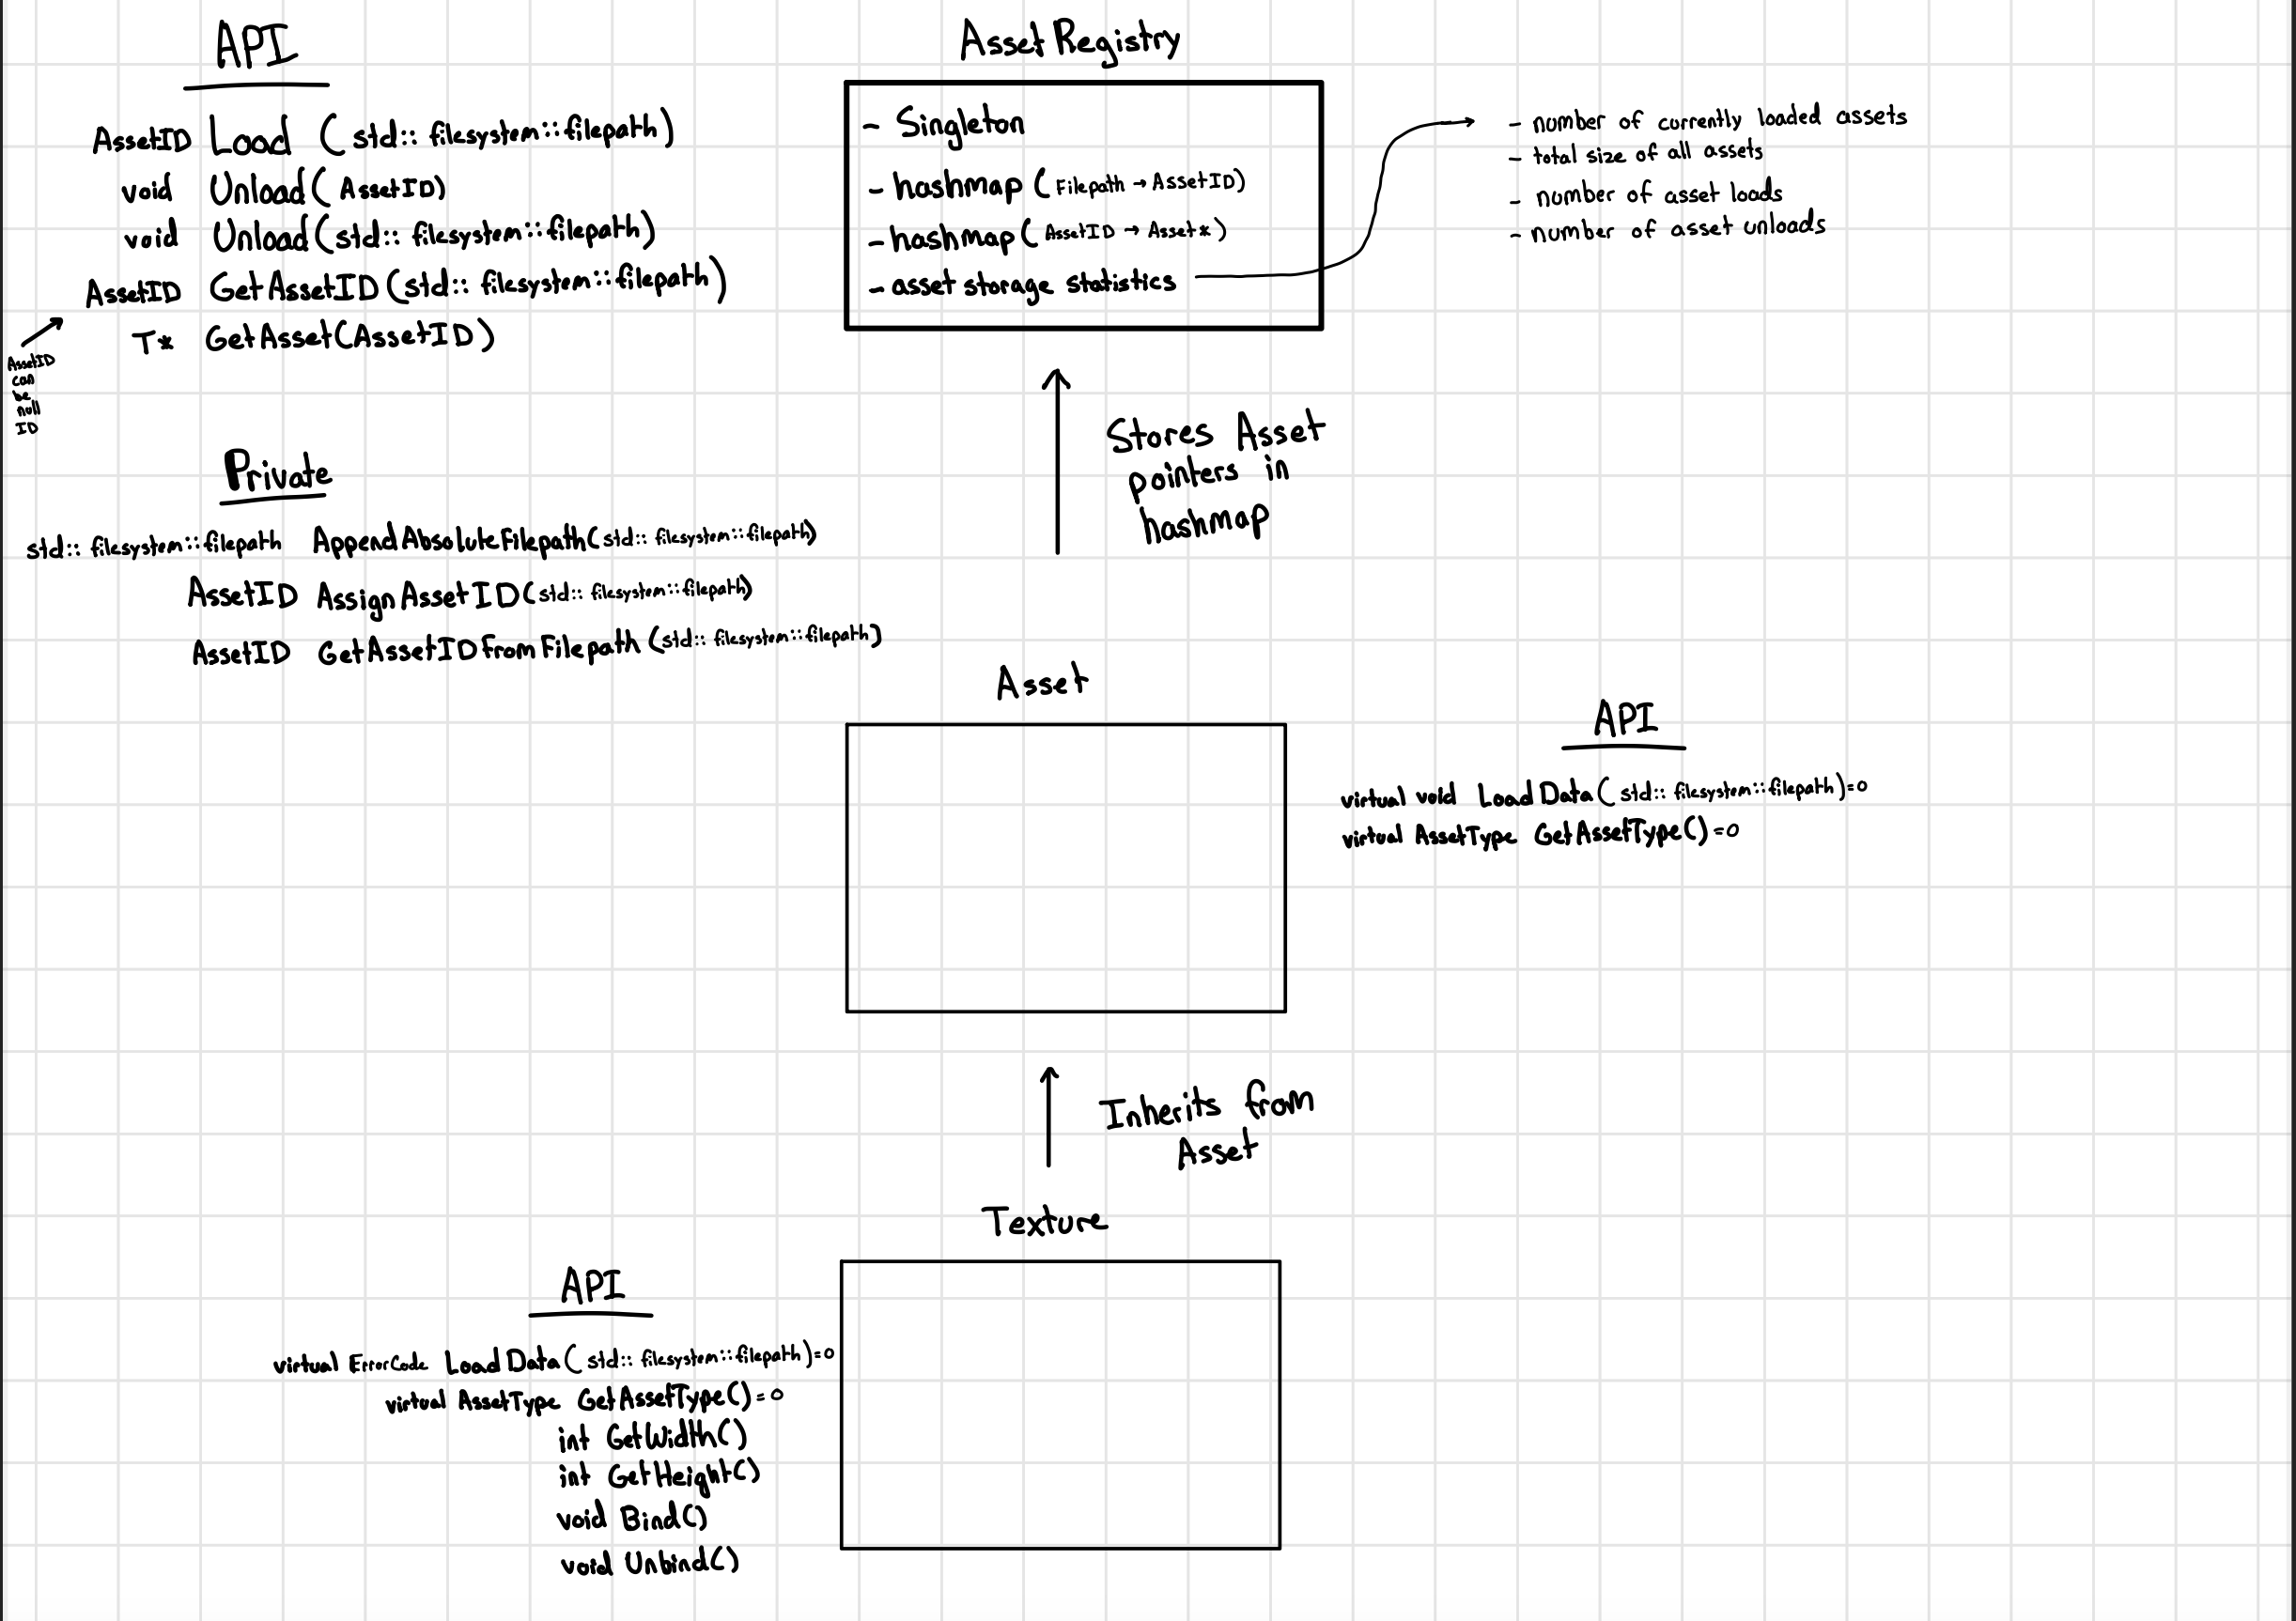 API
AssetID Load (std::filesystem::filepath)
void Unload(AssetID)
void Unload(std::filesystem::filepath)
AssetID GetAssetID(std::filesystem::filepath)
T* GetAsset(AssetID)
AssetID
can
be
null
ID
Private
std::filesystem::filepath AppendAbsoluteFilepath(std::filesystem::filepath)
AssetID AssignAssetID(std::filesystem::filepath)
AssetID GetAssetIDfromFilepath(std::filesystem::filepath)
Asset Registry
- Singleton
- hashmap (Filepath → AssetID)
- hashmap (AssetID → Asset*)
- asset storage statistics
- number of currently loaded assets
- total size of all assets
- number of asset loads
- number of asset unloads
Stores Asset
pointers in
hashmap
Asset
API
virtual void LoadData(std::filesystem::filepath)=0
virtual AssetType GetAssetType()=0
Inherits from
Asset
Texture
API
virtual ErrorCode LoadData(std::filesystem::filepath)=0
virtual AssetType GetAssetType()=0
int GetWidth()
int GetHeight()
void Bind()
void Unbind()